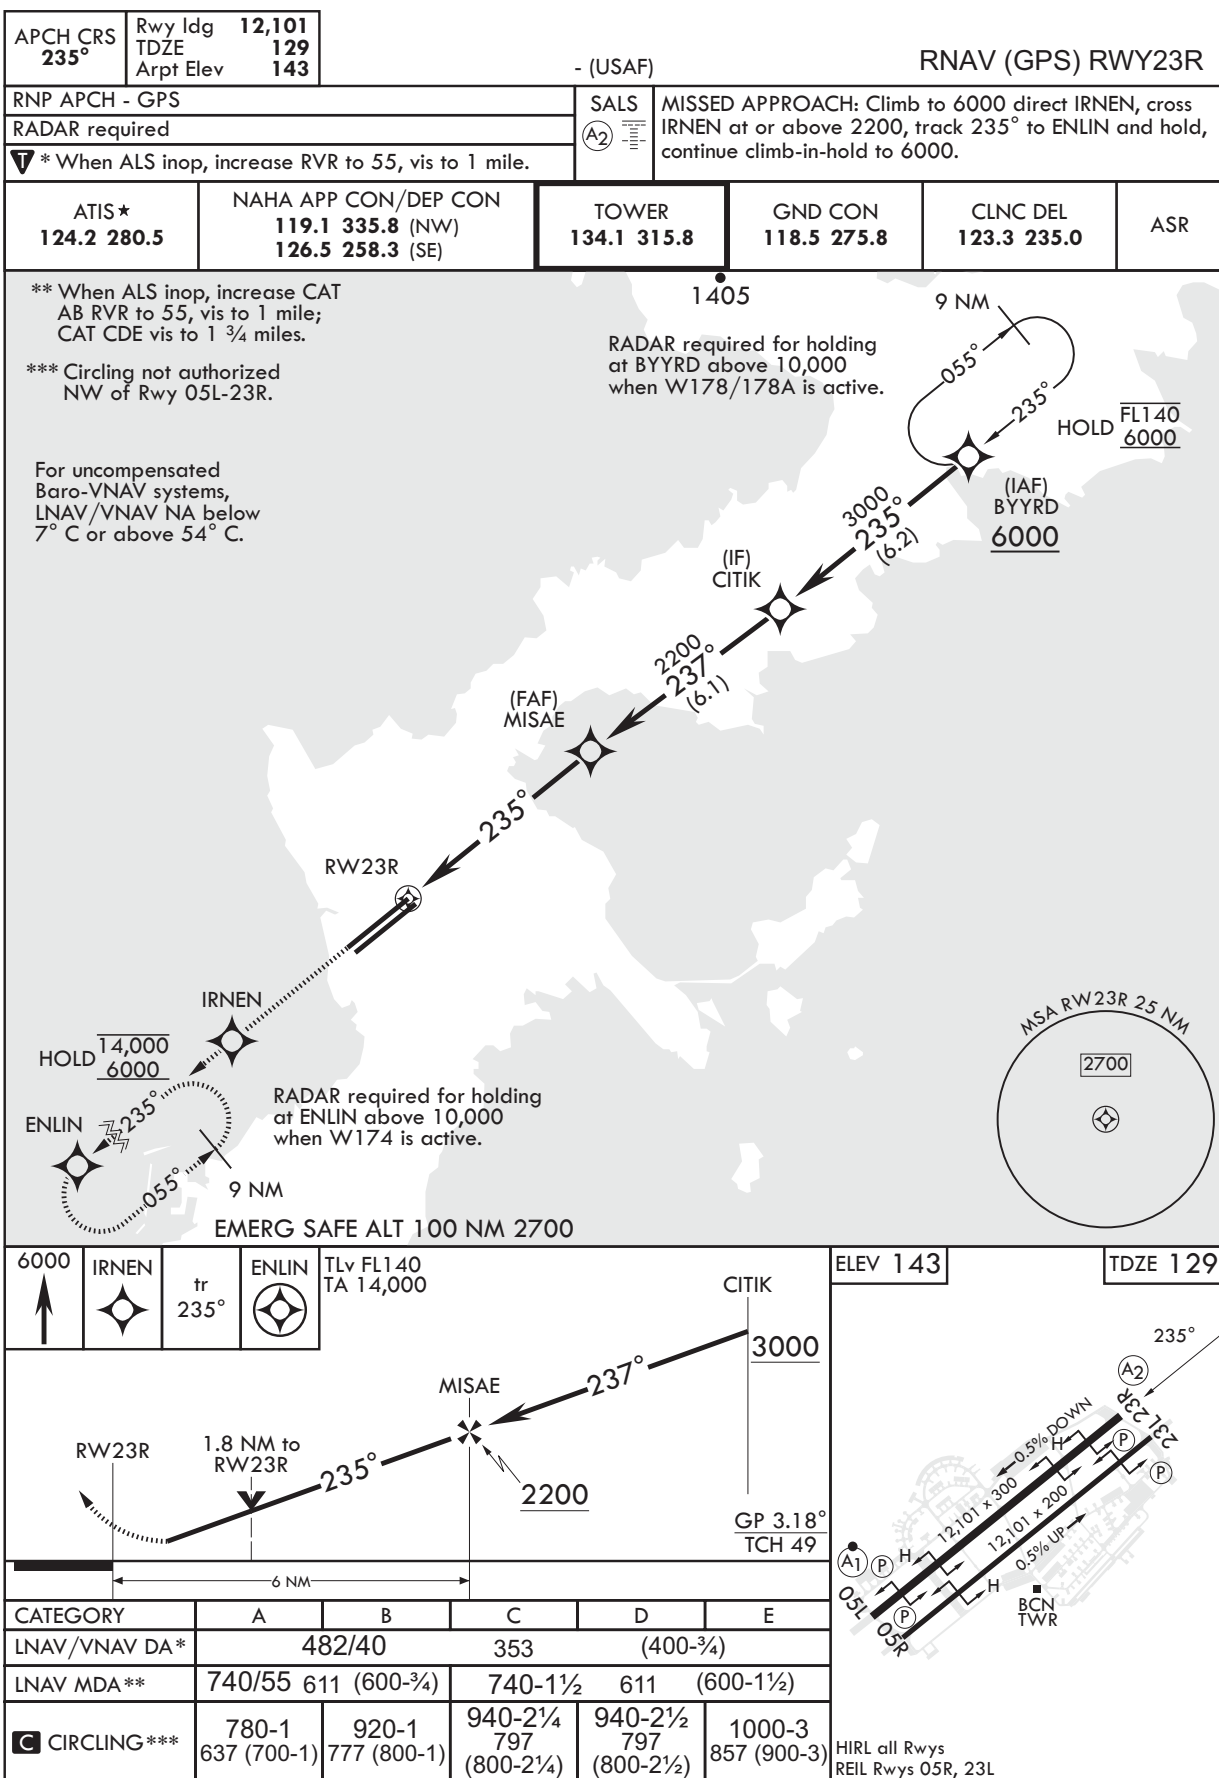 APCH CRS
235°
Rwy ldg 12,101
TDZE 129
Arpt Elev 143
- (USAF)
RNAV (GPS) RWY23R
RNP APCH - GPS
RADAR required
T * When ALS inop, increase RVR to 55, vis to 1 mile.
SALS
A2
MISSED APPROACH: Climb to 6000 direct IRNEN, cross
IRNEN at or above 2200, track 235° to ENLIN and hold,
continue climb-in-hold to 6000.
ATIS★
124.2 280.5
NAHA APP CON/DEP CON
119.1 335.8 (NW)
126.5 258.3 (SE)
TOWER
134.1 315.8
GND CON
118.5 275.8
CLNC DEL
123.3 235.0
ASR
** When ALS inop, increase CAT
AB RVR to 55, vis to 1 mile;
CAT CDE vis to 1 ¾ miles.
*** Circling not authorized
NW of Rwy 05L-23R.
For uncompensated
Baro-VNAV systems,
LNAV/VNAV NA below
7° C or above 54° C.
1405
RADAR required for holding
at BYYRD above 10,000
when W178/178A is active.
9 NM
055°
235°
HOLD FL140
6000
(IAF)
BYYRD
6000
3000
235°
(6.2)
(IF)
CITIK
2200
237°
(6.1)
(FAF)
MISAE
235°
RW23R
IRNEN
HOLD 14,000
6000
235°
ENLIN
055°
9 NM
RADAR required for holding
at ENLIN above 10,000
when W174 is active.
EMERG SAFE ALT 100 NM 2700
MSA RW23R 25 NM
2700
6000
IRNEN
tr
235°
ENLIN
TLv FL140
TA 14,000
CITIK
3000
237°
MISAE
2200
235°
1.8 NM to
RW23R
RW23R
GP 3.18°
TCH 49
6 NM
ELEV 143
TDZE 129
235°
A2
23R
23L
0.5% DOWN
H
P
P
12,101 x 300
12,101 x 200
0.5% UP
A1
P
H
H
P
05L
05R
BCN
TWR
HIRL all Rwys
REIL Rwys 05R, 23L
CATEGORY A B C D E
LNAV/VNAV DA* 482/40 353 (400-¾)
LNAV MDA** 740/55 611 (600-¾) 740-1½ 611 (600-1½)
C CIRCLING***
780-1
637 (700-1)
920-1
777 (800-1)
940-2¼
797
(800-2¼)
940-2½
797
(800-2½)
1000-3
857 (900-3)